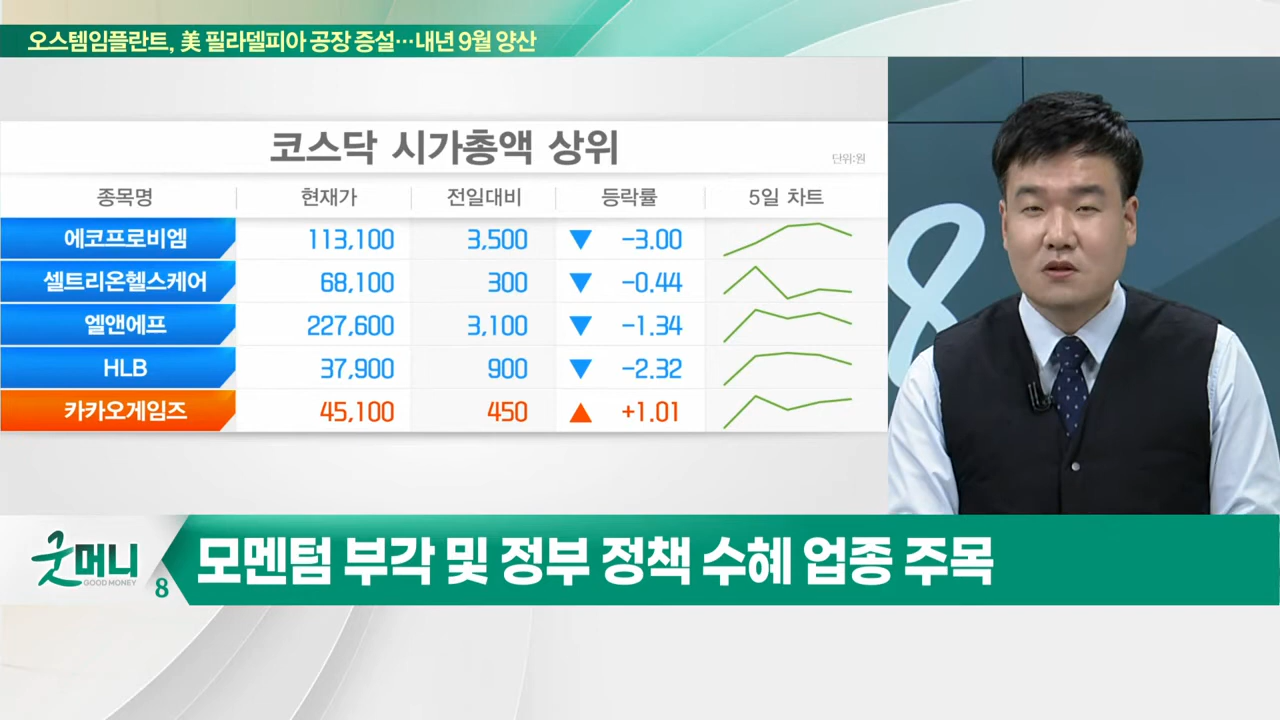 오스템임플란트, 美 필라델피아 공장 증설…내년 9월 양산
코스닥 시가총액 상위
단위:원
종목명 현재가 전일대비 등락률 5일 차트
에코프로비엠 113,100 3,500 ▼ -3.00
셀트리온헬스케어 68,100 300 ▼ -0.44
엘앤에프 227,600 3,100 ▼ -1.34
HLB 37,900 900 ▼ -2.32
카카오게임즈 45,100 450 ▲ +1.01
8
굿머니 GOOD MONEY 8
모멘텀 부각 및 정부 정책 수혜 업종 주목